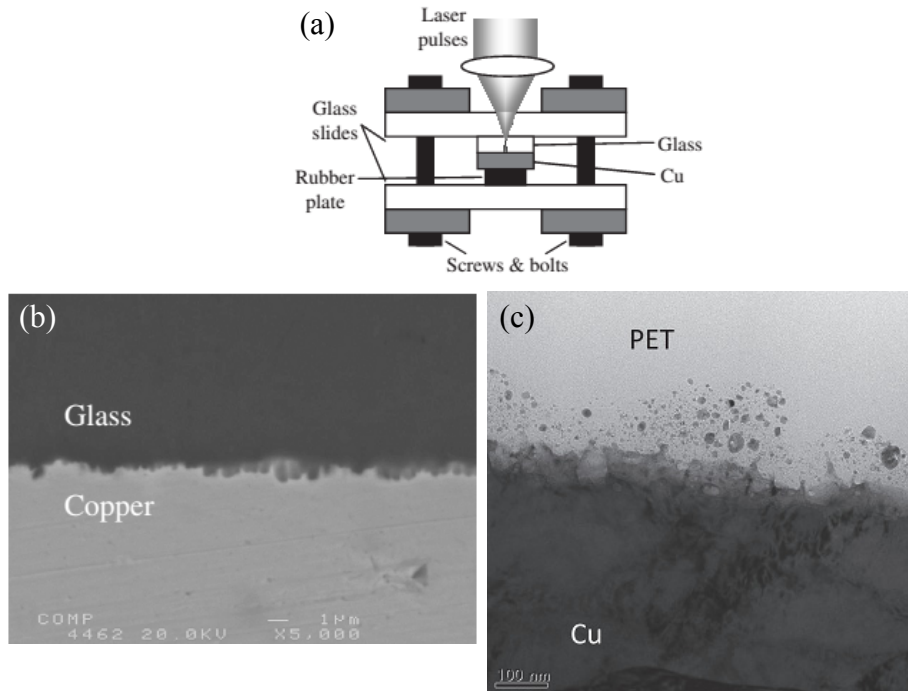 (a)
Laser
pulses
Glass
slides
Glass
Cu
Rubber
plate
Screws & bolts
(b)
Glass
Copper
COMP
1μm
4462 20.0KV
X5,000
(c)
PET
Cu
100 nm